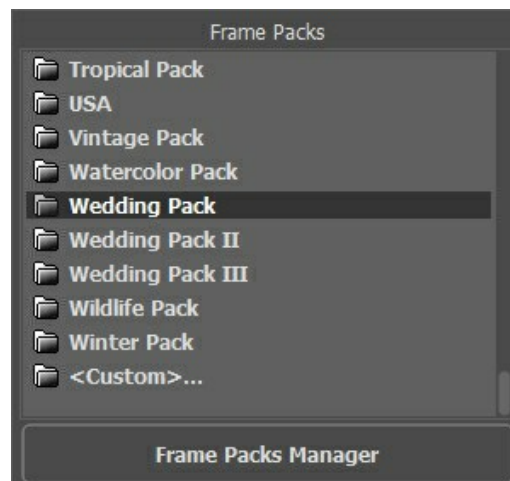 Frame Packs
Tropical Pack
USA
Vintage Pack
Watercolor Pack
Wedding Pack
Wedding Pack II
Wedding Pack III
Wildlife Pack
Winter Pack
<Custom>...
Frame Packs Manager